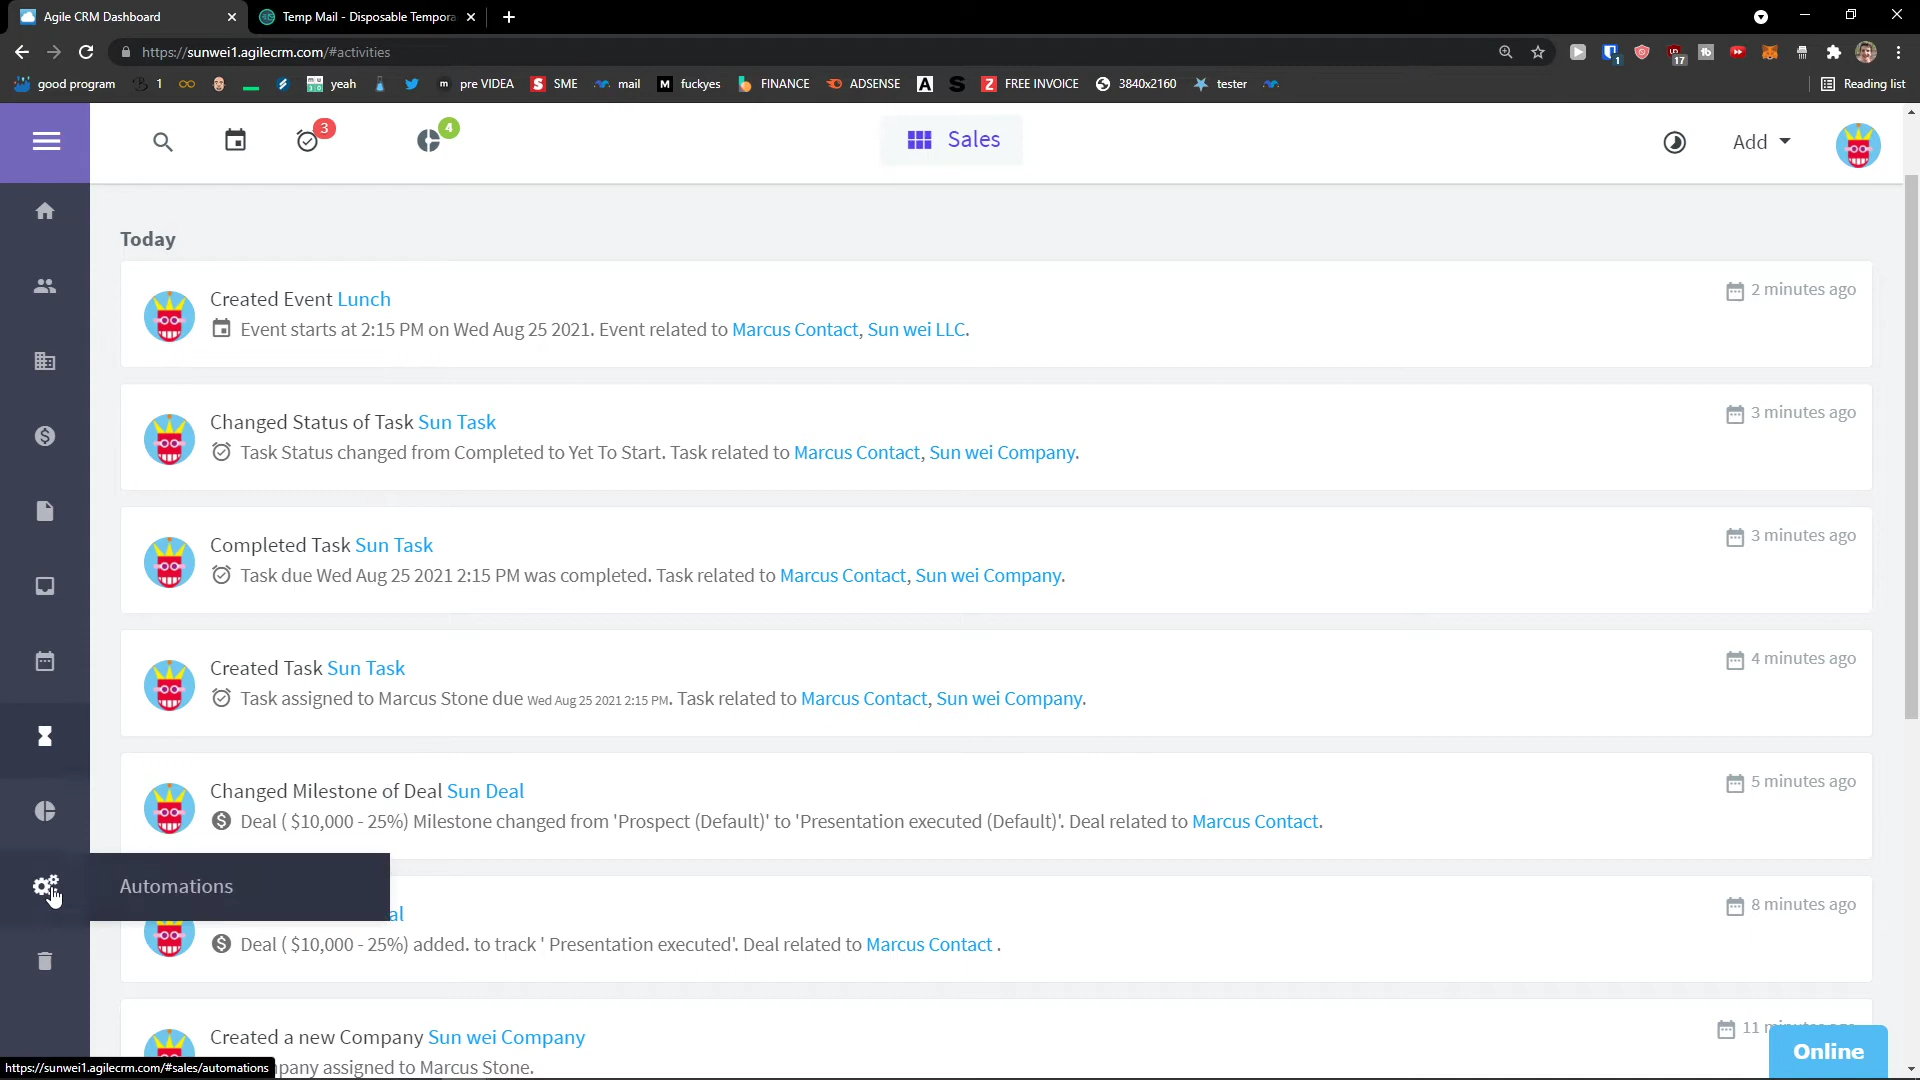 Agile CRM Dashboard
Temp Mail - Disposable Tempora
https://sunwei1.agilecrm.com/#activities
1
17
good program
1
yeah
pre VIDEA
SME
mail
fuckyes
FINANCE
ADSENSE
FREE INVOICE
3840x2160
tester
Reading list
3
4
Sales
Add
Today
Created Event Lunch
2 minutes ago
Event starts at 2:15 PM on Wed Aug 25 2021. Event related to Marcus Contact, Sun wei LLC.
Changed Status of Task Sun Task
3 minutes ago
Task Status changed from Completed to Yet To Start. Task related to Marcus Contact, Sun wei Company.
Completed Task Sun Task
3 minutes ago
Task due Wed Aug 25 2021 2:15 PM was completed. Task related to Marcus Contact, Sun wei Company.
Created Task Sun Task
4 minutes ago
Task assigned to Marcus Stone due Wed Aug 25 2021 2:15 PM. Task related to Marcus Contact, Sun wei Company.
Changed Milestone of Deal Sun Deal
5 minutes ago
Deal ( $10,000 - 25%) Milestone changed from 'Prospect (Default)' to 'Presentation executed (Default)'. Deal related to Marcus Contact.
Automations
al
8 minutes ago
Deal ( $10,000 - 25%) added. to track ' Presentation executed'. Deal related to Marcus Contact .
Created a new Company Sun wei Company
11
Online
https://sunwei1.agilecrm.com/#sales/automations
pany assigned to Marcus Stone.